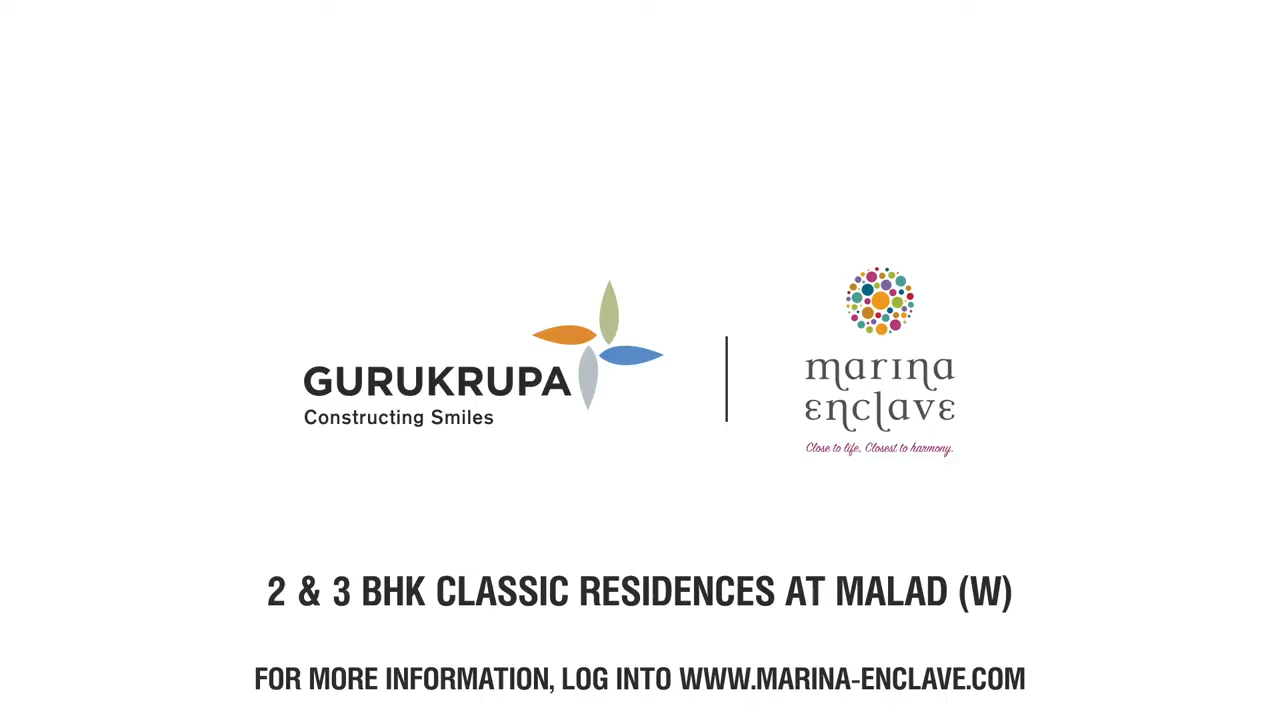 GURUKRUPA
Constructing Smiles
marina
enclave
Close to life, Closest to harmony.
2 & 3 BHK CLASSIC RESIDENCES AT MALAD (W)
FOR MORE INFORMATION, LOG INTO WWW.MARINA-ENCLAVE.COM